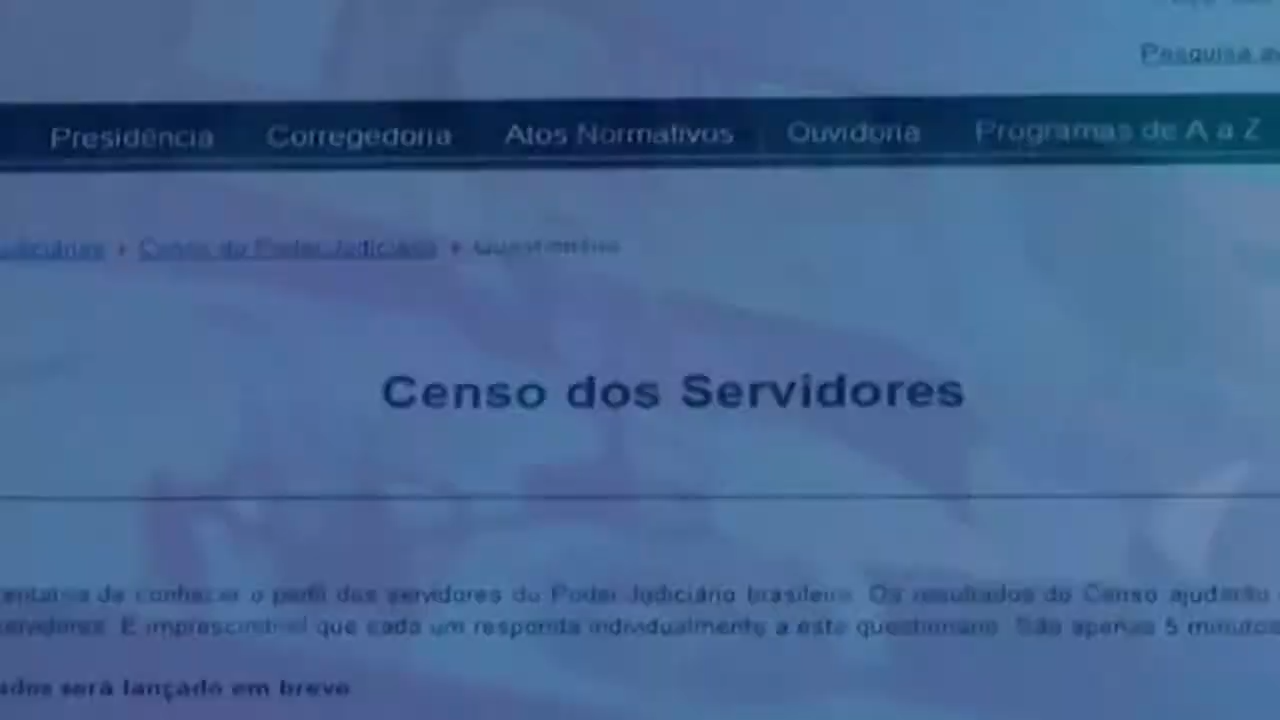 Pesquisa
Presidência Corregedoria Atos Normativos Ouvidoria Programas de A a Z
Censo do Poder Judiciário
Censo dos Servidores
de conhecer o perfil dos servidores do Poder Judiciário brasileiro. Os resultados do Censo ajudarão
servidores. É imprescindível que cada um responda individualmente a este questionário. São apenas 5 minutos
será lançado em breve